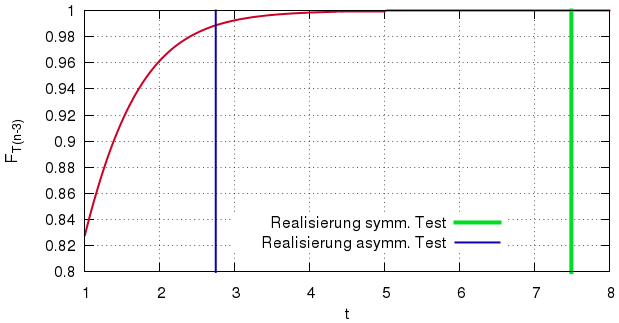 1
0.98
0.96
0.94
0.92
0.9
0.88
0.86
0.84
0.82
0.8
F_T(n-3)
Realisierung symm. Test
Realisierung asymm. Test
1 2 3 4 5 6 7 8
t